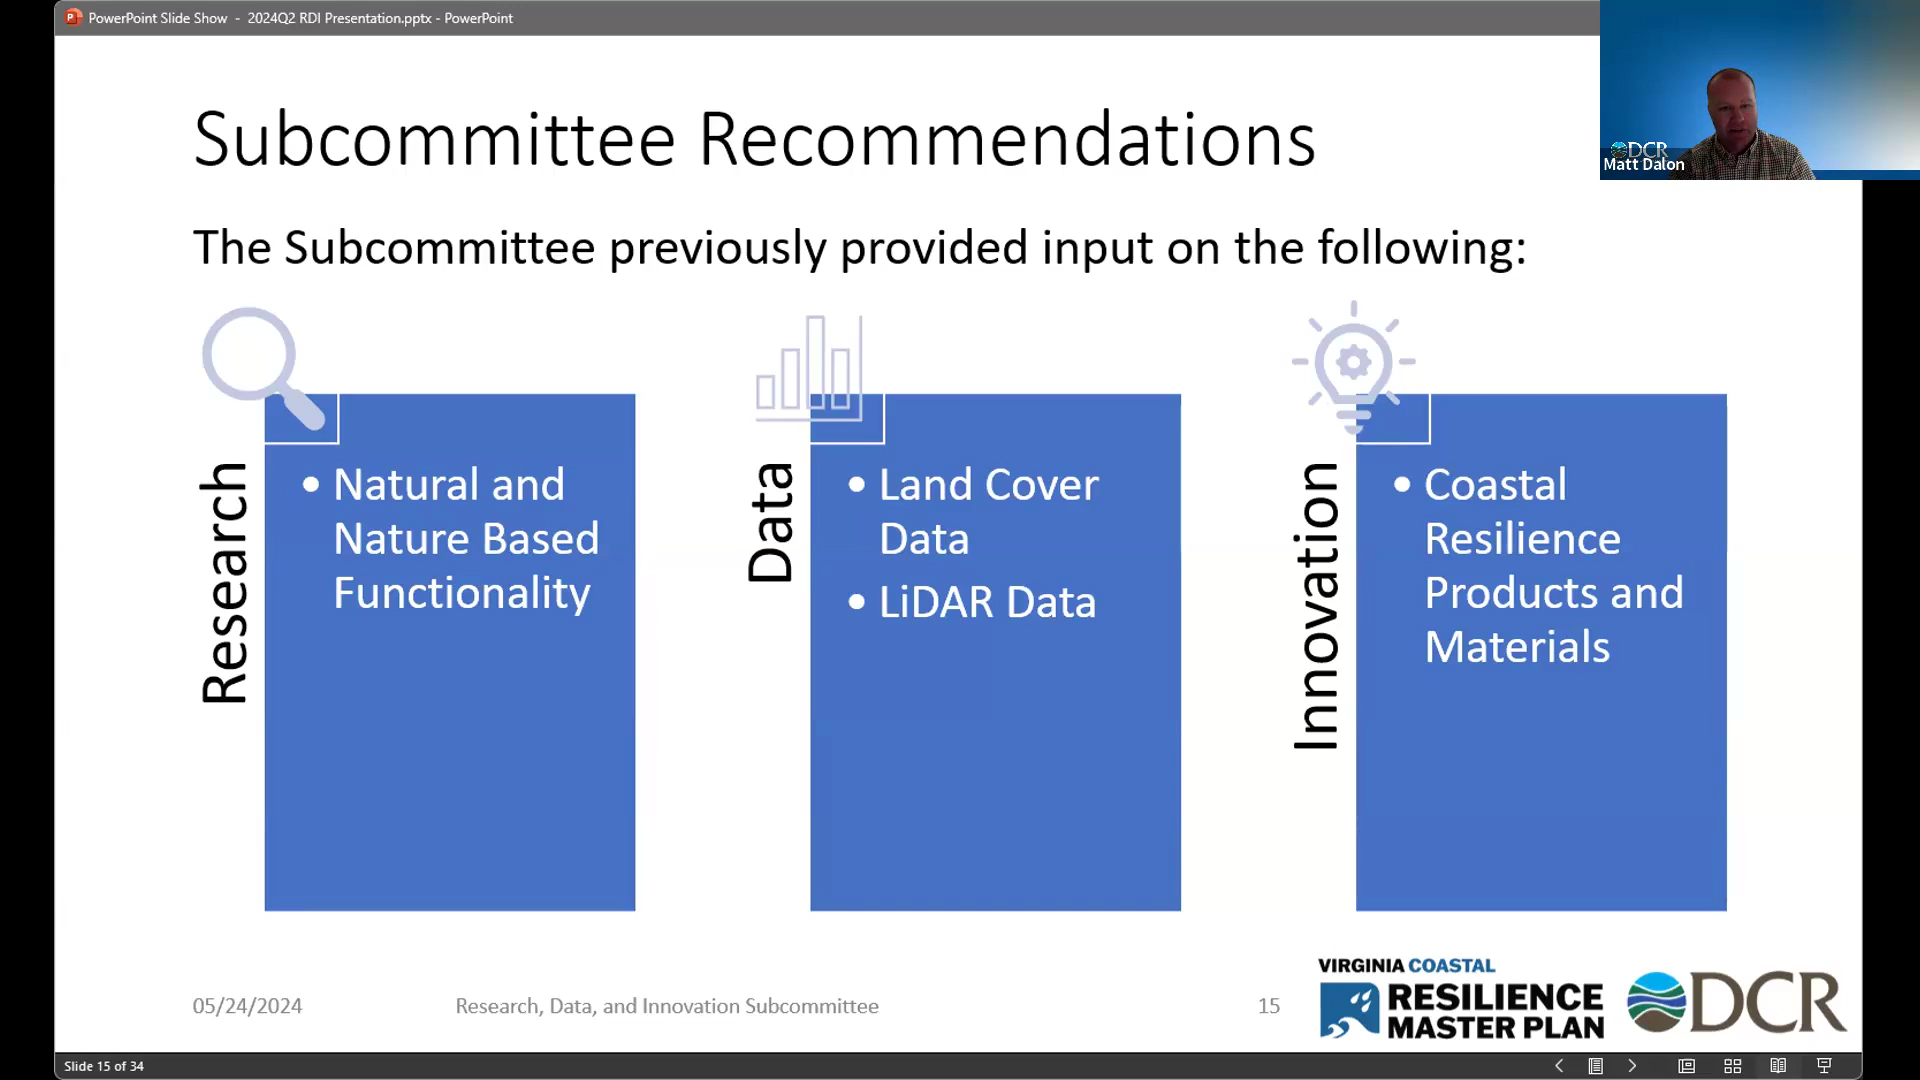 PowerPoint Slide Show - 2024Q2 RDI Presentation.pptx - PowerPoint
DCR
Matt Dalon
Subcommittee Recommendations
The Subcommittee previously provided input on the following:
Research
• Natural and
Nature Based
Functionality
Data
• Land Cover
Data
• LiDAR Data
Innovation
• Coastal
Resilience
Products and
Materials
05/24/2024
Research, Data, and Innovation Subcommittee
15
VIRGINIA COASTAL
RESILIENCE
MASTER PLAN
DCR
Slide 15 of 34